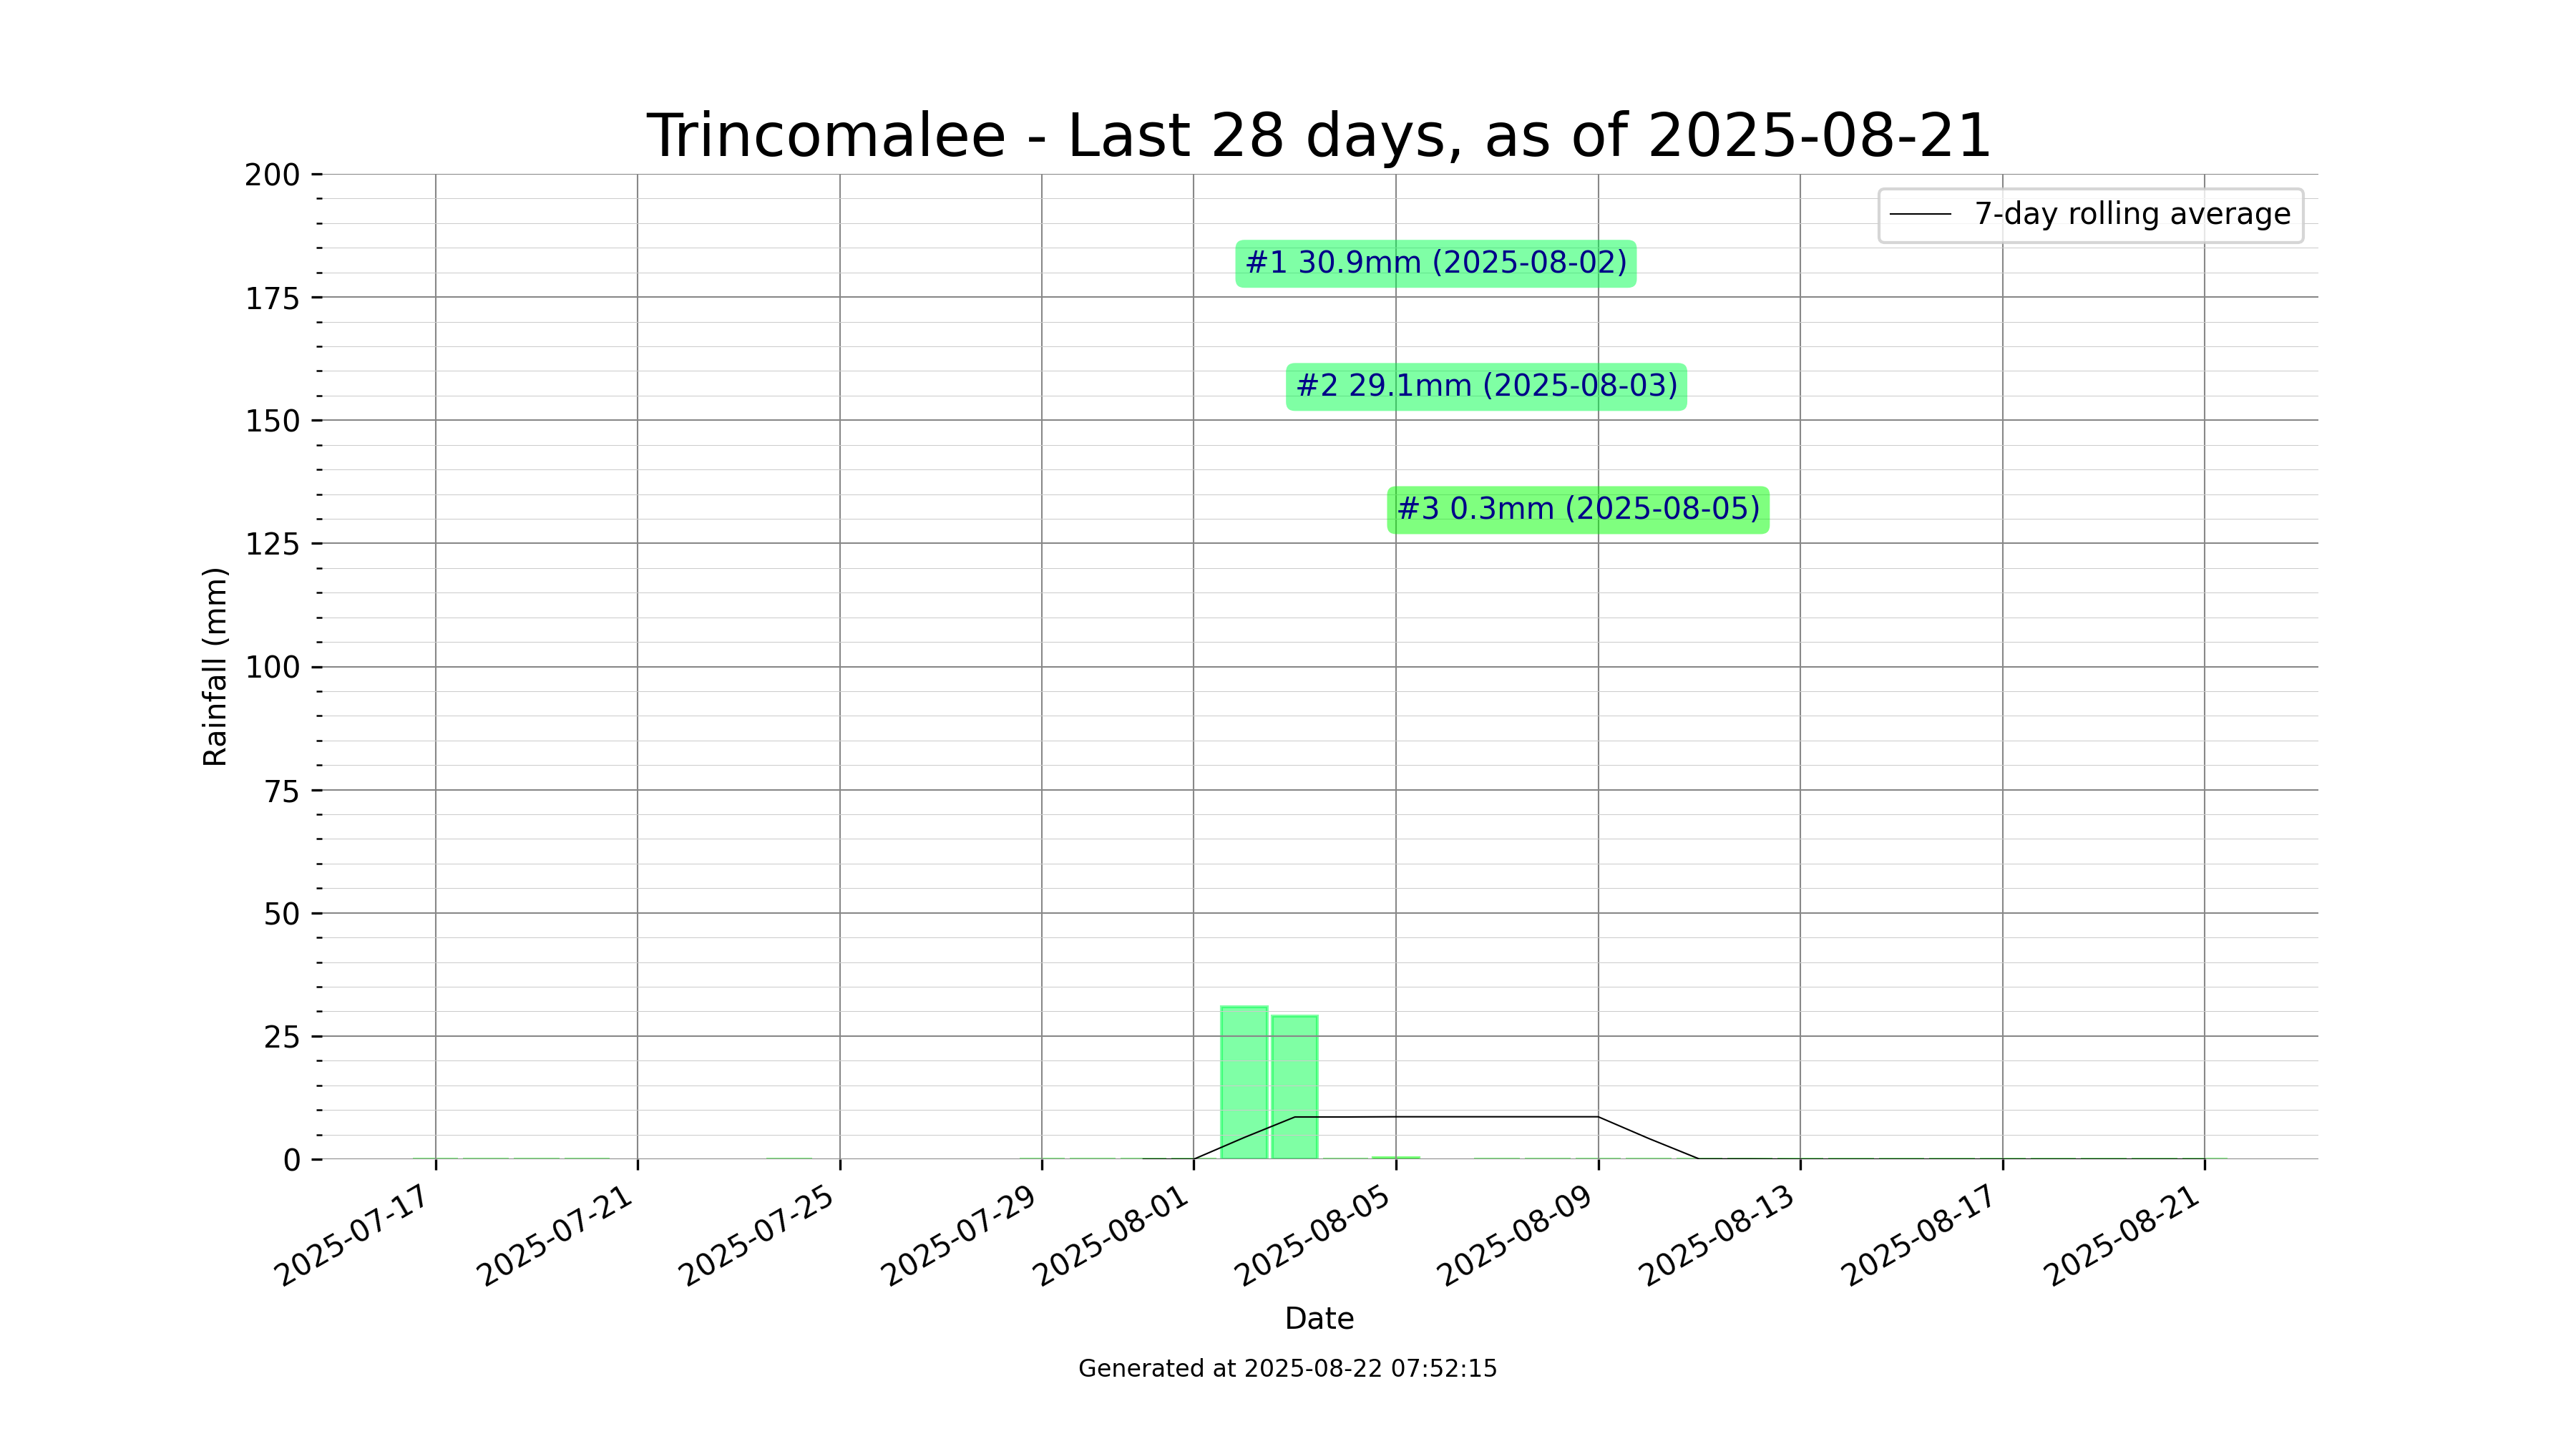 Trincomalee - Last 28 days, as of 2025-08-21
7-day rolling average
#1 30.9mm (2025-08-02)
#2 29.1mm (2025-08-03)
#3 0.3mm (2025-08-05)
Rainfall (mm)
200
175
150
125
100
75
50
25
0
2025-07-17
2025-07-21
2025-07-25
2025-07-29
2025-08-01
2025-08-05
2025-08-09
2025-08-13
2025-08-17
2025-08-21
Date
Generated at 2025-08-22 07:52:15